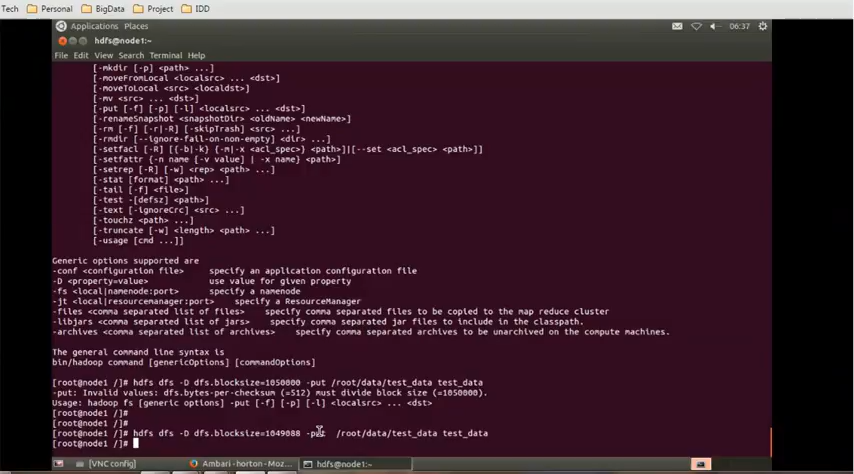 Tech Personal BigData Project IDD
Applications Places 06:37
hdfs@node1:~
File Edit View Search Terminal Help
[-mkdir [-p] <path> ...]
[-moveFromLocal <localsrc> ... <dst>]
[-moveToLocal <src> <localdst>]
[-mv <src> ... <dst>]
[-put [-f] [-p] [-l] <localsrc> ... <dst>]
[-renameSnapshot <snapshotDir> <oldName> <newName>]
[-rm [-f] [-r|-R] [-skipTrash] <src> ...]
[-rmdir [--ignore-fail-on-non-empty] <dir> ...]
[-setfacl [-R] [{-b|-k} {-m|-x <acl_spec>} <path>]|[--set <acl_spec> <path>]]
[-setfattr {-n name [-v value] | -x name} <path>]
[-setrep [-R] [-w] <rep> <path> ...]
[-stat [format] <path> ...]
[-tail [-f] <file>]
[-test -[defsz] <path>]
[-text [-ignoreCrc] <src> ...]
[-touchz <path> ...]
[-truncate [-w] <length> <path> ...]
[-usage [cmd ...]]
Generic options supported are
-conf <configuration file> specify an application configuration file
-D <property=value> use value for given property
-fs <local|namenode:port> specify a namenode
-jt <local|resourcemanager:port> specify a ResourceManager
-files <comma separated list of files> specify comma separated files to be copied to the map reduce cluster
-libjars <comma separated list of jars> specify comma separated jar files to include in the classpath.
-archives <comma separated list of archives> specify comma separated archives to be unarchived on the compute machines.
The general command line syntax is
bin/hadoop command [genericOptions] [commandOptions]
[root@node1 /]# hdfs dfs -D dfs.blocksize=1050000 -put /root/data/test_data test_data
-put: Invalid values: dfs.bytes-per-checksum (=512) must divide block size (=1050000).
Usage: hadoop fs [generic options] -put [-f] [-p] [-l] <localsrc> ... <dst>
[root@node1 /]#
[root@node1 /]#
[root@node1 /]# hdfs dfs -D dfs.blocksize=1049088 -put /root/data/test_data test_data
[root@node1 /]#
[VNC config] Ambari - horton - Moz... hdfs@node1:~